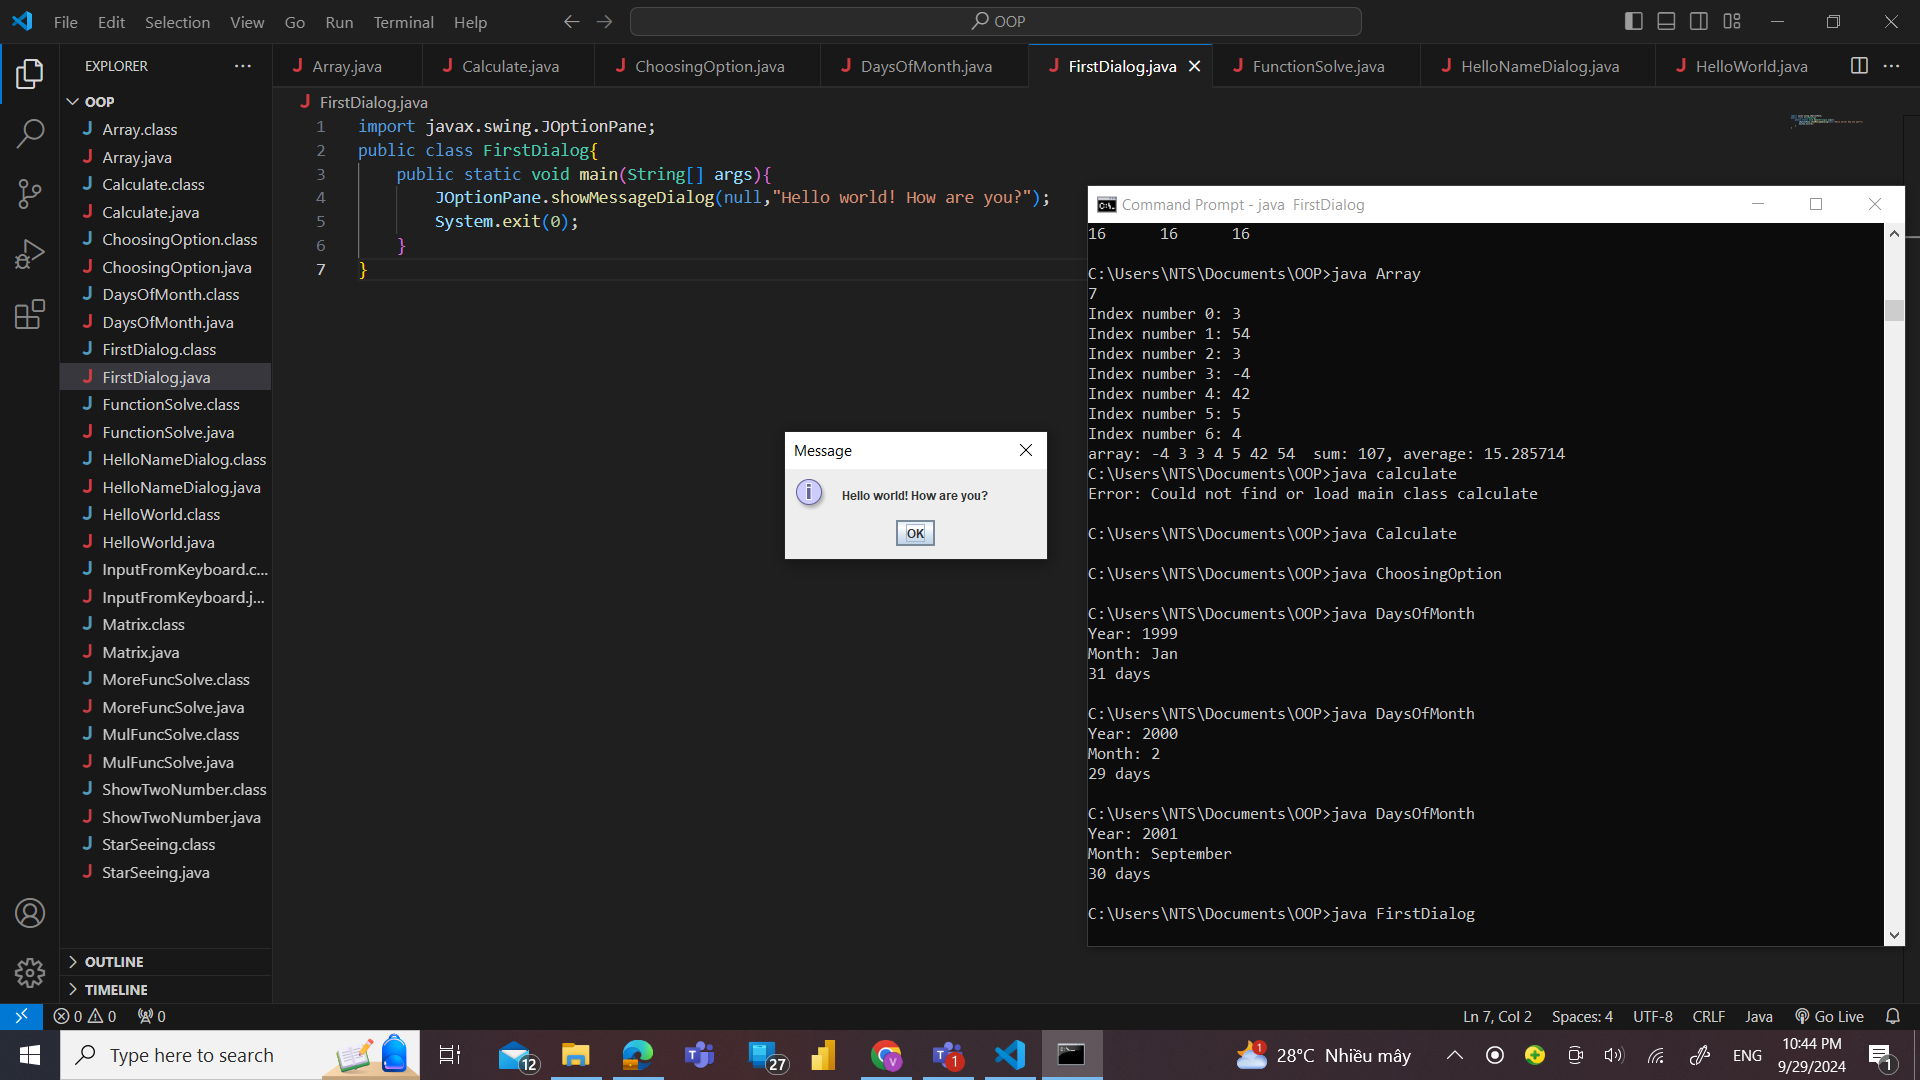 File Edit Selection View Go Run Terminal Help
OOP
EXPLORER
Array.java
Calculate.java
ChoosingOption.java
DaysOfMonth.java
FirstDialog.java
FunctionSolve.java
HelloNameDialog.java
HelloWorld.java
OOP
Array.class
Array.java
Calculate.class
Calculate.java
ChoosingOption.class
ChoosingOption.java
DaysOfMonth.class
DaysOfMonth.java
FirstDialog.class
FirstDialog.java
FunctionSolve.class
FunctionSolve.java
HelloNameDialog.class
HelloNameDialog.java
HelloWorld.class
HelloWorld.java
InputFromKeyboard.c...
InputFromKeyboard.j...
Matrix.class
Matrix.java
MoreFuncSolve.class
MoreFuncSolve.java
MulFuncSolve.class
MulFuncSolve.java
ShowTwoNumber.class
ShowTwoNumber.java
StarSeeing.class
StarSeeing.java
OUTLINE
TIMELINE
FirstDialog.java
1 import javax.swing.JOptionPane;
2 public class FirstDialog{
3 public static void main(String[] args){
4 JOptionPane.showMessageDialog(null,"Hello world! How are you?");
5 System.exit(0);
6 }
7 }
Message
Hello world! How are you?
OK
Command Prompt - java FirstDialog
16 16 16
C:\Users\NTS\Documents\OOP>java Array
7
Index number 0: 3
Index number 1: 54
Index number 2: 3
Index number 3: -4
Index number 4: 42
Index number 5: 5
Index number 6: 4
array: -4 3 3 4 5 42 54 sum: 107, average: 15.285714
C:\Users\NTS\Documents\OOP>java calculate
Error: Could not find or load main class calculate
C:\Users\NTS\Documents\OOP>java Calculate
C:\Users\NTS\Documents\OOP>java ChoosingOption
C:\Users\NTS\Documents\OOP>java DaysOfMonth
Year: 1999
Month: Jan
31 days
C:\Users\NTS\Documents\OOP>java DaysOfMonth
Year: 2000
Month: 2
29 days
C:\Users\NTS\Documents\OOP>java DaysOfMonth
Year: 2001
Month: September
30 days
C:\Users\NTS\Documents\OOP>java FirstDialog
0 0 0
Ln 7, Col 2 Spaces: 4 UTF-8 CRLF Java Go Live
Type here to search
12
27
1
1
28°C Nhiều mây
ENG
10:44 PM
9/29/2024
1